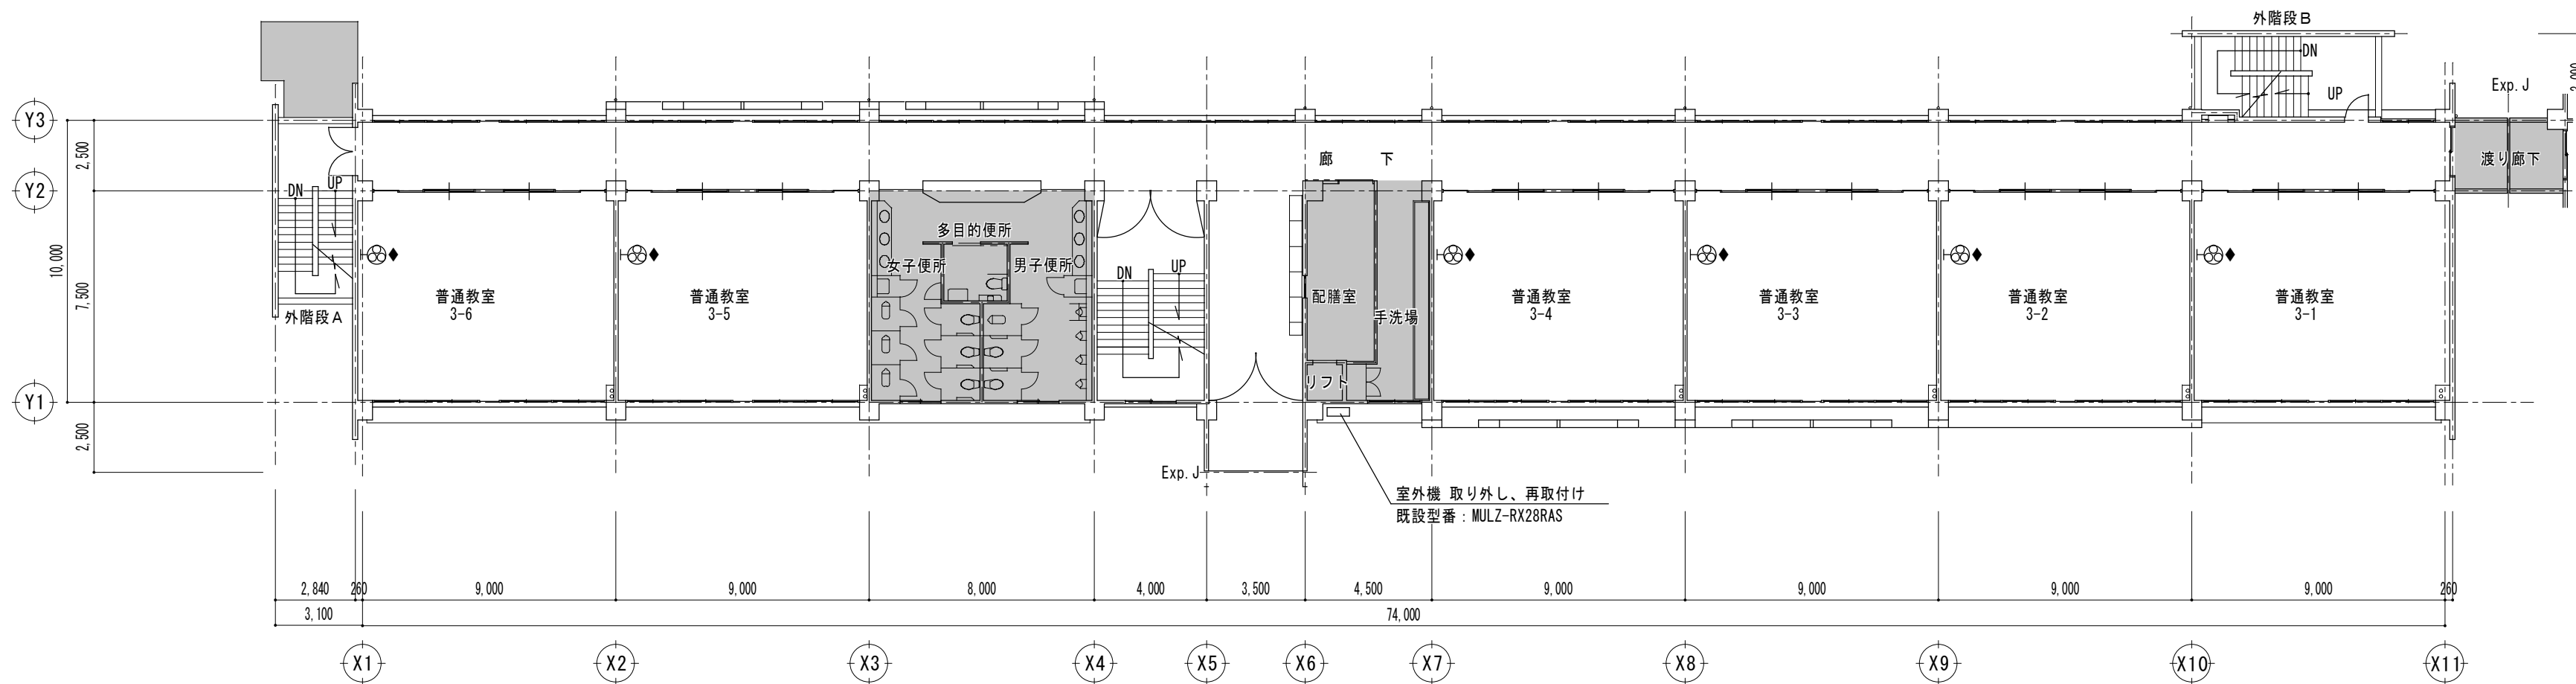 外階段B
DN
UP
Exp.J
2,000
Y3
2,500
廊 下
渡り廊下
Y2
DN
UP
多目的便所
女子便所
男子便所
DN
UP
10,000
7,500
普通教室
3-6
普通教室
3-5
配膳室
手洗場
普通教室
3-4
普通教室
3-3
普通教室
3-2
普通教室
3-1
外階段A
リフト
Y1
2,500
Exp.J
室外機 取り外し、再取付け
既設型番：MULZ-RX28RAS
2,840
260
9,000
9,000
8,000
4,000
3,500
4,500
9,000
9,000
9,000
9,000
260
3,100
74,000
X1
X2
X3
X4
X5
X6
X7
X8
X9
X10
X11